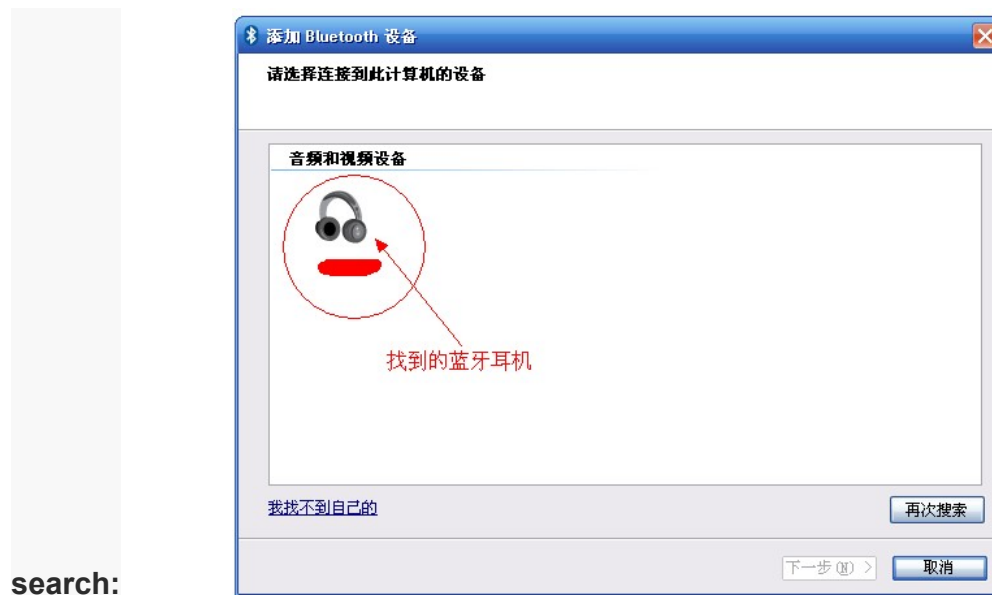 添加 Bluetooth 设备
请选择连接到此计算机的设备
音频和视频设备
找到的蓝牙耳机
我找不到自己的
再次搜索
下一步(N) >
取消
search: